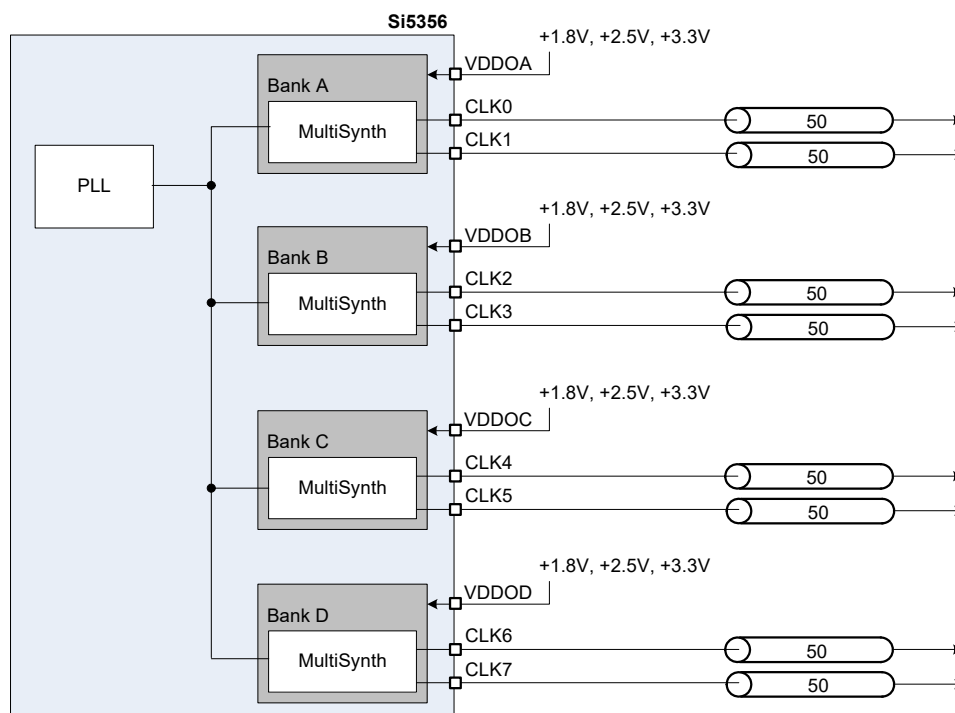 Si5356
+1.8V, +2.5V, +3.3V
VDDOA
Bank A
CLK0
MultiSynth
50
CLK1
50
PLL
+1.8V, +2.5V, +3.3V
VDDOB
Bank B
CLK2
MultiSynth
50
CLK3
50
+1.8V, +2.5V, +3.3V
VDDOC
Bank C
CLK4
MultiSynth
50
CLK5
50
+1.8V, +2.5V, +3.3V
VDDOD
Bank D
CLK6
MultiSynth
50
CLK7
50